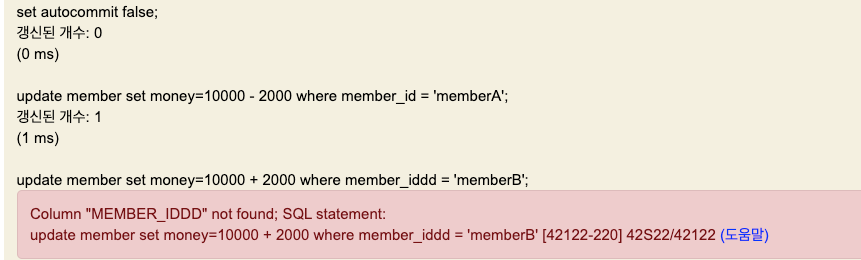 set autocommit false;
갱신된 개수: 0
(0 ms)
update member set money=10000 - 2000 where member_id = 'memberA';
갱신된 개수: 1
(1 ms)
update member set money=10000 + 2000 where member_iddd = 'memberB';
Column "MEMBER_IDDD" not found; SQL statement:
update member set money=10000 + 2000 where member_iddd = 'memberB' [42122-220] 42S22/42122 (도움말)